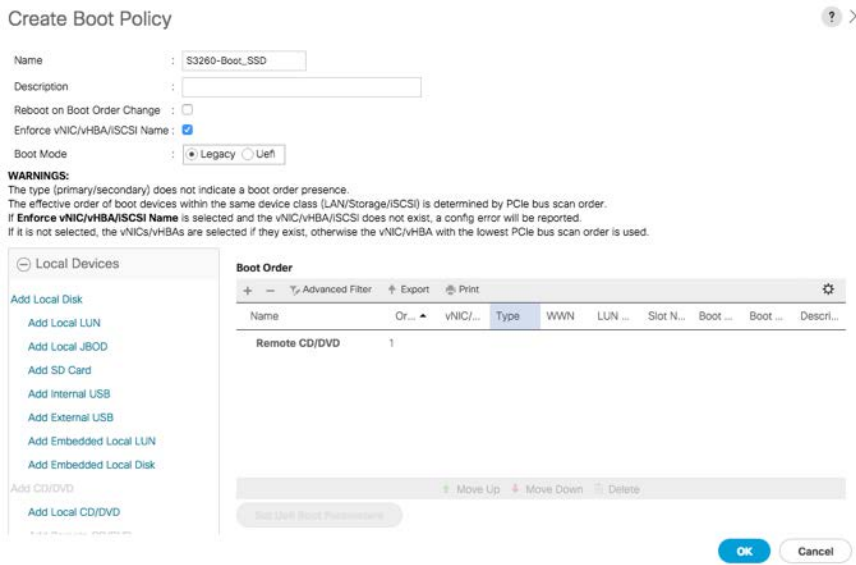 Create Boot Policy
?
Name : S3260-Boot_SSD
Description :
Reboot on Boot Order Change :
Enforce vNIC/vHBA/iSCSI Name :
Boot Mode : Legacy Uefi
WARNINGS:
The type (primary/secondary) does not indicate a boot order presence.
The effective order of boot devices within the same device class (LAN/Storage/iSCSI) is determined by PCIe bus scan order.
If Enforce vNIC/vHBA/iSCSI Name is selected and the vNIC/vHBA/iSCSI does not exist, a config error will be reported.
If it is not selected, the vNICs/vHBAs are selected if they exist, otherwise the vNIC/vHBA with the lowest PCIe bus scan order is used.
Local Devices
Add Local Disk
Add Local LUN
Add Local JBOD
Add SD Card
Add Internal USB
Add External USB
Add Embedded Local LUN
Add Embedded Local Disk
Add CD/DVD
Add Local CD/DVD
Boot Order
+ − Advanced Filter Export Print
Name Or... vNIC/... Type WWN LUN ... Slot N... Boot ... Boot ... Descri...
Remote CD/DVD 1
Move Up Move Down Delete
Set Uefi Boot Parameters
OK Cancel